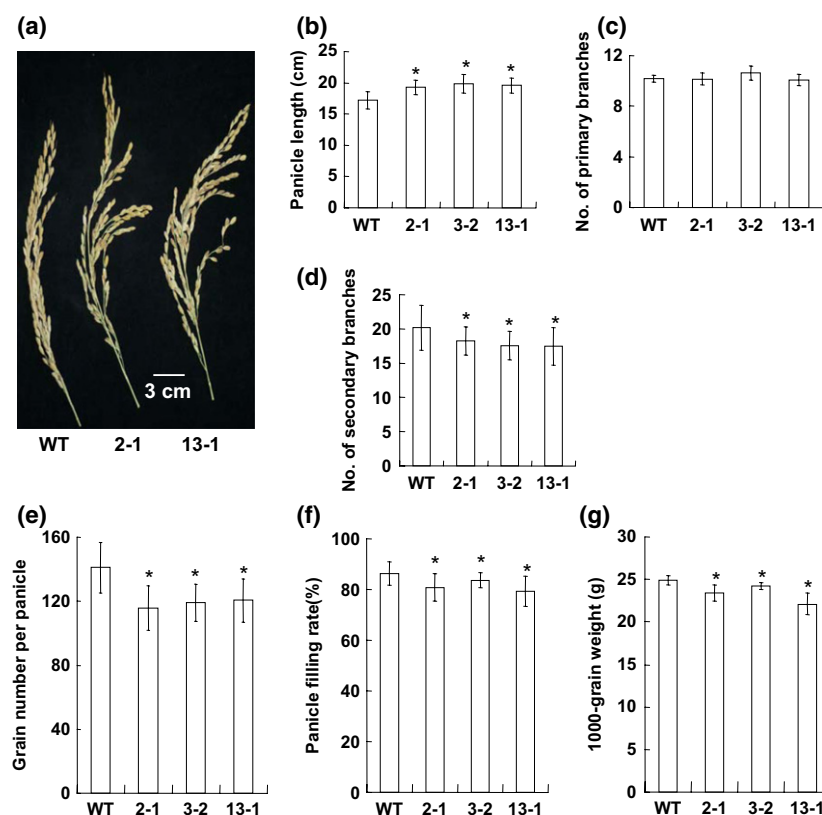 (a)
3 cm
WT 2-1 13-1
(b)
Panicle length (cm)
25
20
15
10
5
0
* * *
WT 2-1 3-2 13-1
(c)
No. of primary branches
12
8
4
0
WT 2-1 3-2 13-1
(d)
No. of secondary branches
25
20
15
10
5
0
* * *
WT 2-1 3-2 13-1
(e)
Grain number per panicle
160
120
80
40
0
* * *
WT 2-1 3-2 13-1
(f)
Panicle filling rate(%)
100
80
60
40
20
0
* * *
WT 2-1 3-2 13-1
(g)
1000-grain weight (g)
30
25
20
15
10
5
0
* * *
WT 2-1 3-2 13-1